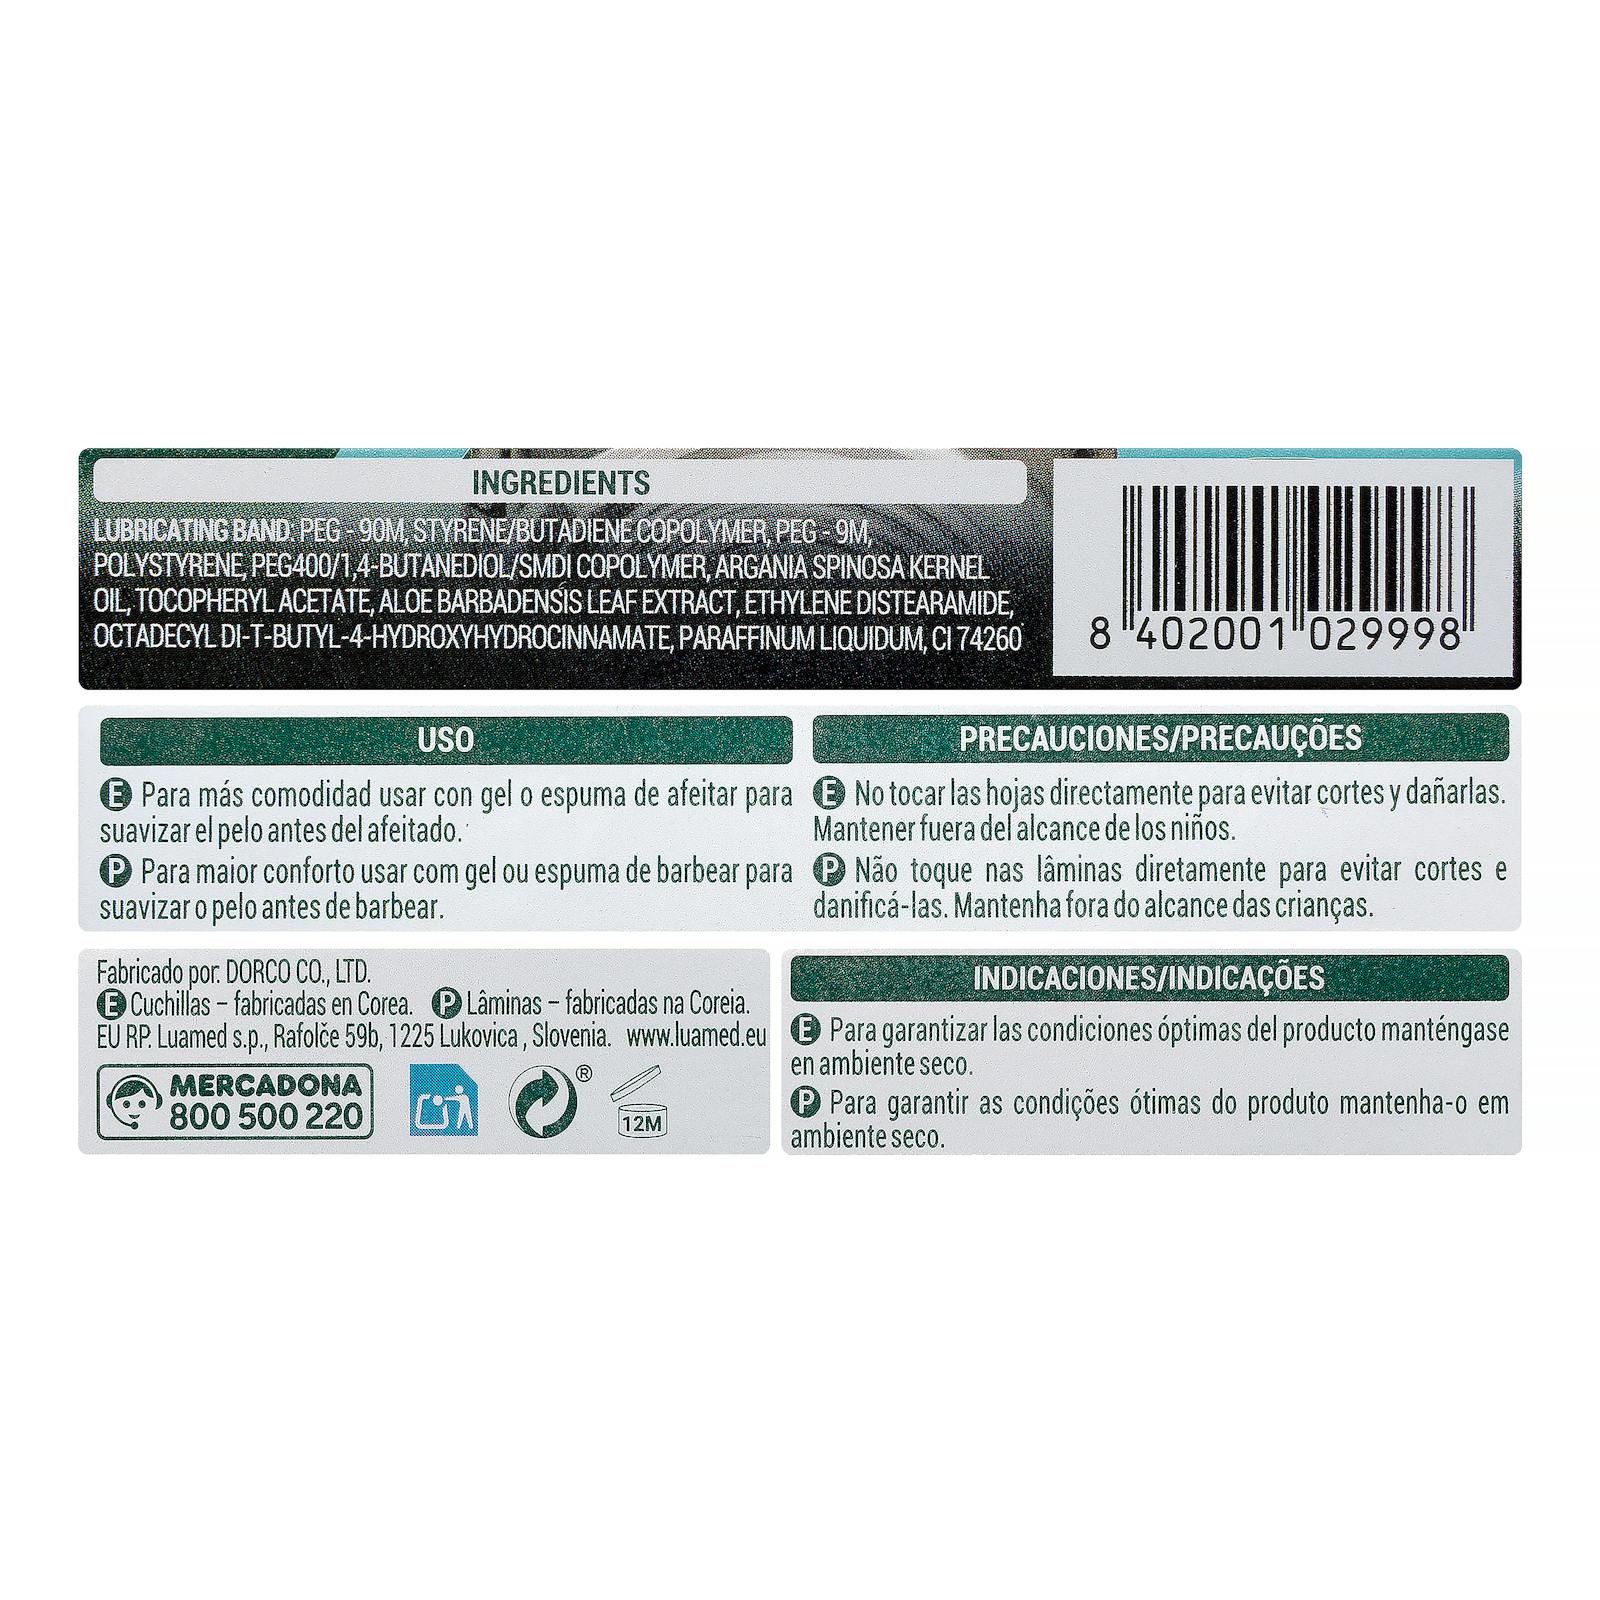 INGREDIENTS
LUBRICATING BAND: PEG - 90M, STYRENE/BUTADIENE COPOLYMER, PEG - 9M,
POLYSTYRENE, PEG400/1,4-BUTANEDIOL/SMDI COPOLYMER, ARGANIA SPINOSA KERNEL
OIL, TOCOPHERYL ACETATE, ALOE BARBADENSIS LEAF EXTRACT, ETHYLENE DISTEARAMIDE,
OCTADECYL DI-T-BUTYL-4-HYDROXYHYDROCINNAMATE, PARAFFINUM LIQUIDUM, CI 74260
8 402001 029998
USO
E Para más comodidad usar con gel o espuma de afeitar para
suavizar el pelo antes del afeitado.
P Para maior conforto usar com gel ou espuma de barbear para
suavizar o pelo antes de barbear.
PRECAUCIONES/PRECAUÇÕES
E No tocar las hojas directamente para evitar cortes y dañarlas.
Mantener fuera del alcance de los niños.
P Não toque nas lâminas diretamente para evitar cortes e
danificá-las. Mantenha fora do alcance das crianças.
Fabricado por: DORCO CO., LTD.
E Cuchillas – fabricadas en Corea. P Lâminas – fabricadas na Coreia.
EU RP: Luamed s.p., Rafolče 59b, 1225 Lukovica , Slovenia. www.luamed.eu
MERCADONA
800 500 220
®
12M
INDICACIONES/INDICAÇÕES
E Para garantizar las condiciones óptimas del producto manténgase
en ambiente seco.
P Para garantir as condições ótimas do produto mantenha-o em
ambiente seco.